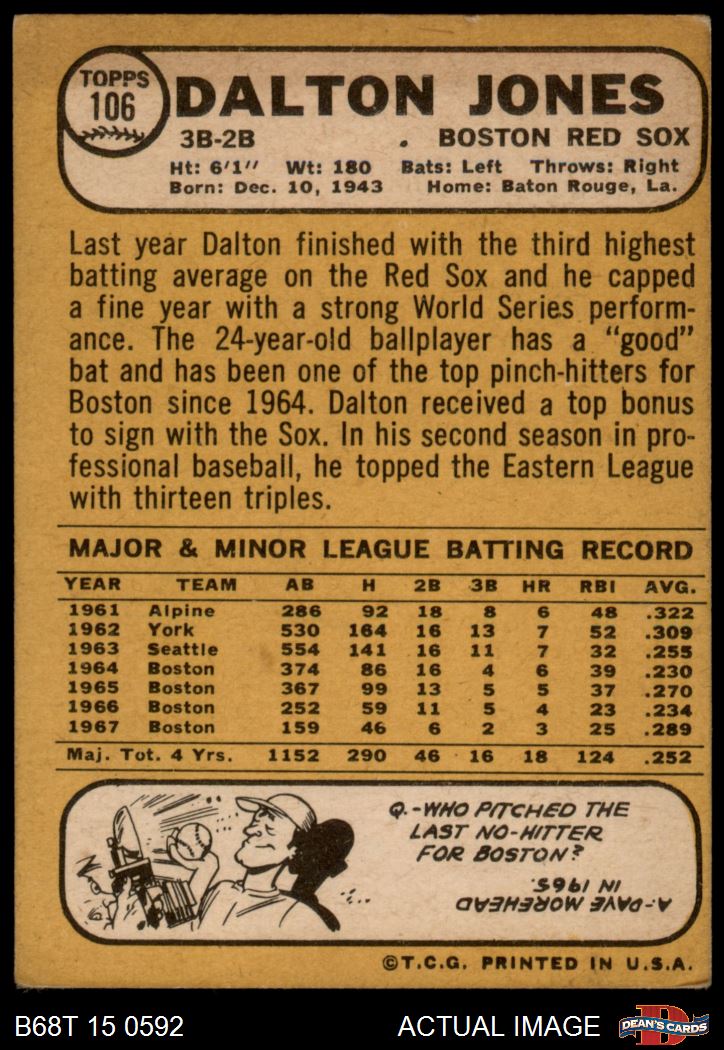 TOPPS
106
DALTON JONES
3B-2B . BOSTON RED SOX
Ht: 6'1" Wt: 180 Bats: Left Throws: Right
Born: Dec. 10, 1943 Home: Baton Rouge, La.
Last year Dalton finished with the third highest
batting average on the Red Sox and he capped
a fine year with a strong World Series perform-
ance. The 24-year-old ballplayer has a "good"
bat and has been one of the top pinch-hitters for
Boston since 1964. Dalton received a top bonus
to sign with the Sox. In his second season in pro-
fessional baseball, he topped the Eastern League
with thirteen triples.
MAJOR & MINOR LEAGUE BATTING RECORD
YEAR TEAM AB H 2B 3B HR RBI AVG.
1961 Alpine 286 92 18 8 6 48 .322
1962 York 530 164 16 13 7 52 .309
1963 Seattle 554 141 16 11 7 32 .255
1964 Boston 374 86 16 4 6 39 .230
1965 Boston 367 99 13 5 5 37 .270
1966 Boston 252 59 11 5 4 23 .234
1967 Boston 159 46 6 2 3 25 .289
Maj. Tot. 4 Yrs. 1152 290 46 16 18 124 .252
Q.-WHO PITCHED THE
LAST NO-HITTER
FOR BOSTON?
A-DAVE MOREHEAD
IN 1965.
©T.C.G. PRINTED IN U.S.A.
B68T 15 0592 ACTUAL IMAGE DEAN'S CARDS